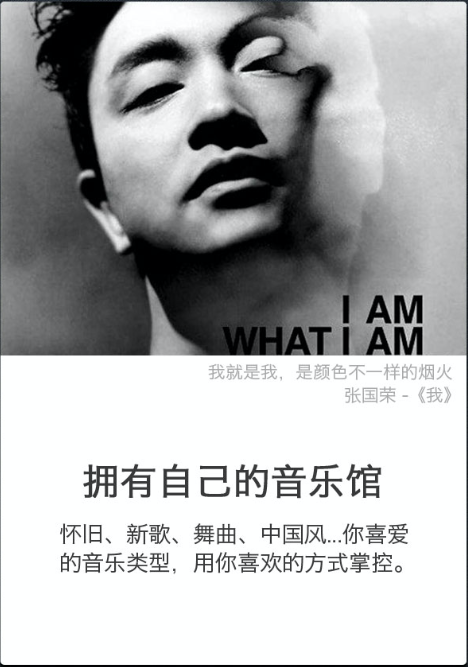 I AM
WHAT I AM
我就是我，是颜色不一样的烟火
张国荣 -《我》
拥有自己的音乐馆
怀旧、新歌、舞曲、中国风...你喜爱
的音乐类型，用你喜欢的方式掌控。